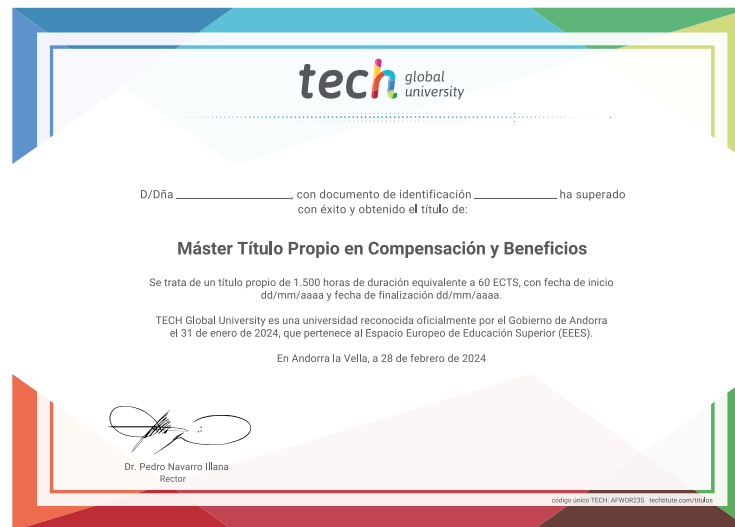 tech global university
D/Dña ____________________, con documento de identificación ______________ ha superado
con éxito y obtenido el título de:
Máster Título Propio en Compensación y Beneficios
Se trata de un título propio de 1.500 horas de duración equivalente a 60 ECTS, con fecha de inicio
dd/mm/aaaa y fecha de finalización dd/mm/aaaa.
TECH Global University es una universidad reconocida oficialmente por el Gobierno de Andorra
el 31 de enero de 2024, que pertenece al Espacio Europeo de Educación Superior (EEES).
En Andorra la Vella, a 28 de febrero de 2024
Dr. Pedro Navarro Illana
Rector
código único TECH: AFWOR23S techtitute.com/titulos